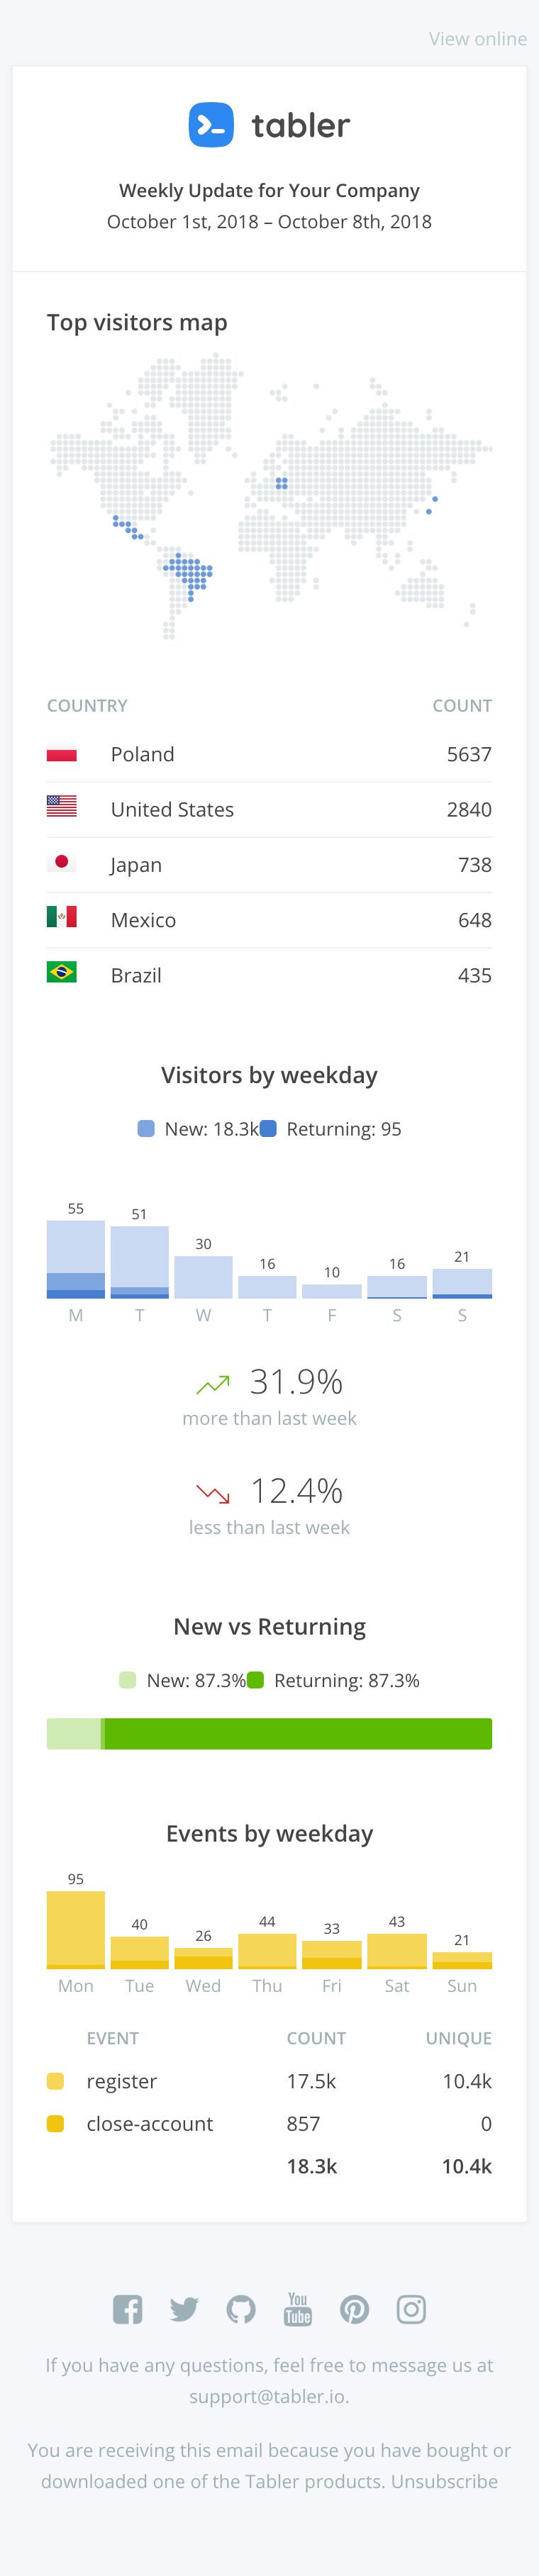 View online
tabler
Weekly Update for Your Company
October 1st, 2018 – October 8th, 2018
Top visitors map
COUNTRY COUNT
Poland 5637
United States 2840
Japan 738
Mexico 648
Brazil 435
Visitors by weekday
New: 18.3k Returning: 95
55 51 30 16 10 16 21
M T W T F S S
31.9%
more than last week
12.4%
less than last week
New vs Returning
New: 87.3% Returning: 87.3%
Events by weekday
95 40 26 44 33 43 21
Mon Tue Wed Thu Fri Sat Sun
EVENT COUNT UNIQUE
register 17.5k 10.4k
close-account 857 0
18.3k 10.4k
You
Tube
If you have any questions, feel free to message us at
support@tabler.io.
You are receiving this email because you have bought or
downloaded one of the Tabler products. Unsubscribe